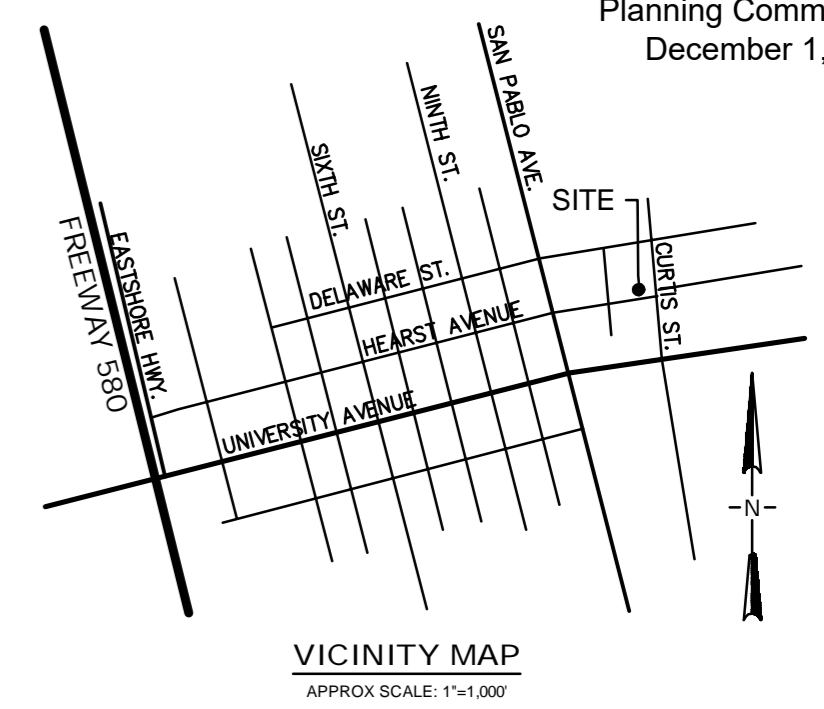 Planning Comm
December 1,
SAN PABLO AVE.
NINTH ST.
SIXTH ST.
SITE
EASTSHORE HWY.
FREEWAY 580
DELAWARE ST.
CURTIS ST.
HEARST AVENUE
UNIVERSITY AVENUE
N
VICINITY MAP
APPROX SCALE: 1"=1,000'